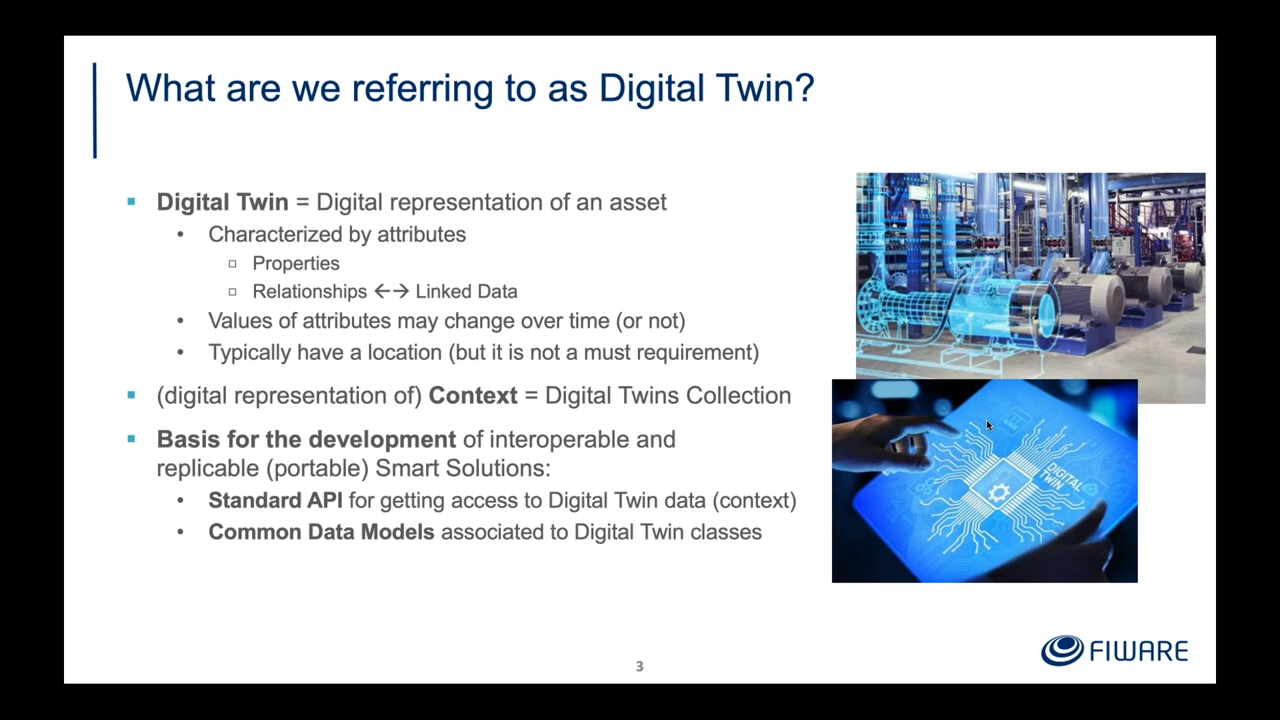 What are we referring to as Digital Twin?
▪ Digital Twin = Digital representation of an asset
• Characterized by attributes
▫ Properties
▫ Relationships ←→ Linked Data
• Values of attributes may change over time (or not)
• Typically have a location (but it is not a must requirement)
▪ (digital representation of) Context = Digital Twins Collection
▪ Basis for the development of interoperable and
replicable (portable) Smart Solutions:
• Standard API for getting access to Digital Twin data (context)
• Common Data Models associated to Digital Twin classes
DIGITAL
TWIN
FIWARE
3